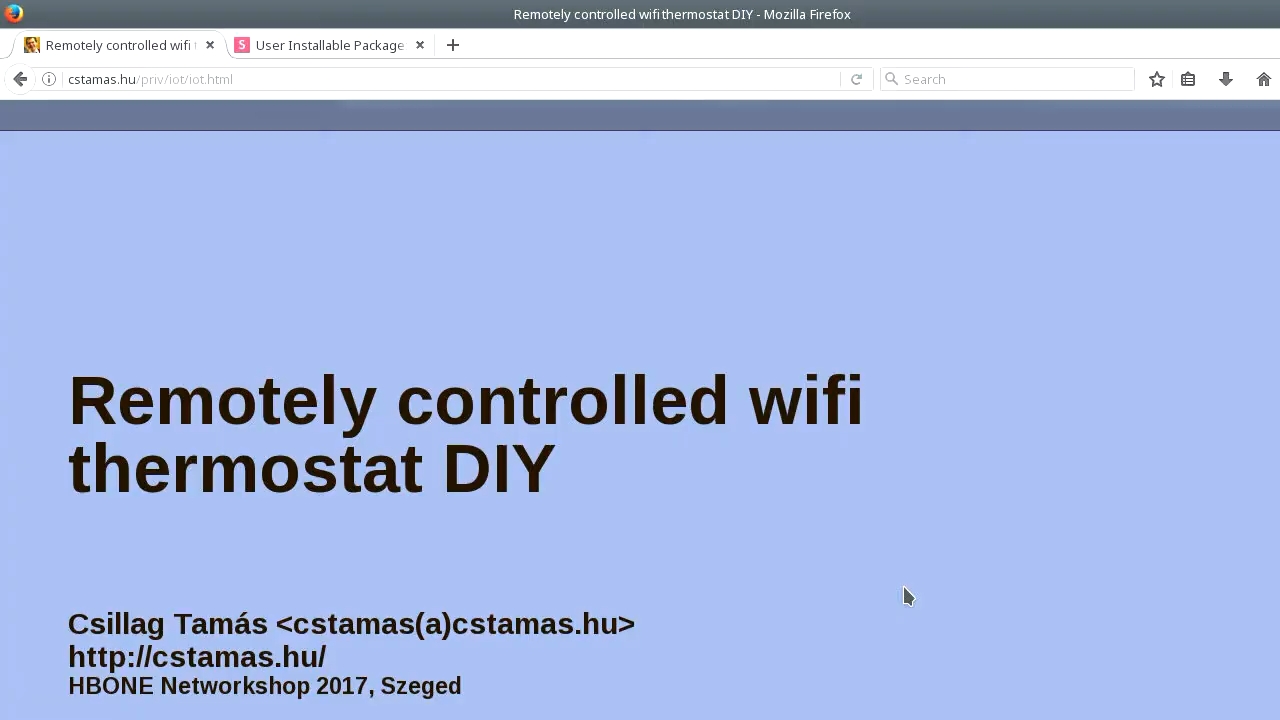 Remotely controlled wifi thermostat DIY - Mozilla Firefox
Remotely controlled wifi
S User Installable Package
cstamas.hu/priv/iot/iot.html
Search
Remotely controlled wifi
thermostat DIY
Csillag Tamás <cstamas(a)cstamas.hu>
http://cstamas.hu/
HBONE Networkshop 2017, Szeged